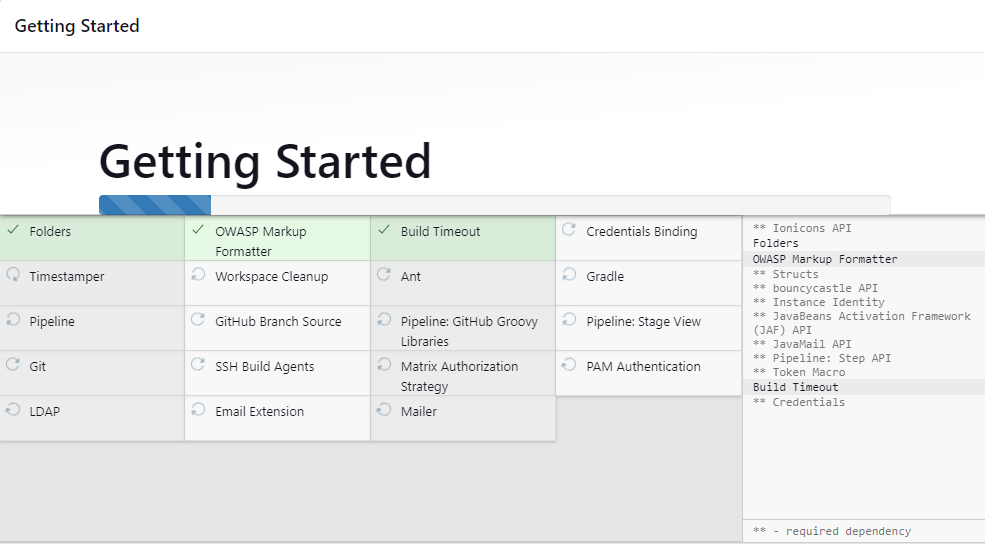 Getting Started
Getting Started
Folders
OWASP Markup
Formatter
Build Timeout
Credentials Binding
Timestamper
Workspace Cleanup
Ant
Gradle
Pipeline
GitHub Branch Source
Pipeline: GitHub Groovy
Libraries
Pipeline: Stage View
Git
SSH Build Agents
Matrix Authorization
Strategy
PAM Authentication
LDAP
Email Extension
Mailer
** Ionicons API
Folders
OWASP Markup Formatter
** Structs
** bouncycastle API
** Instance Identity
** JavaBeans Activation Framework
(JAF) API
** JavaMail API
** Pipeline: Step API
** Token Macro
Build Timeout
** Credentials
** - required dependency